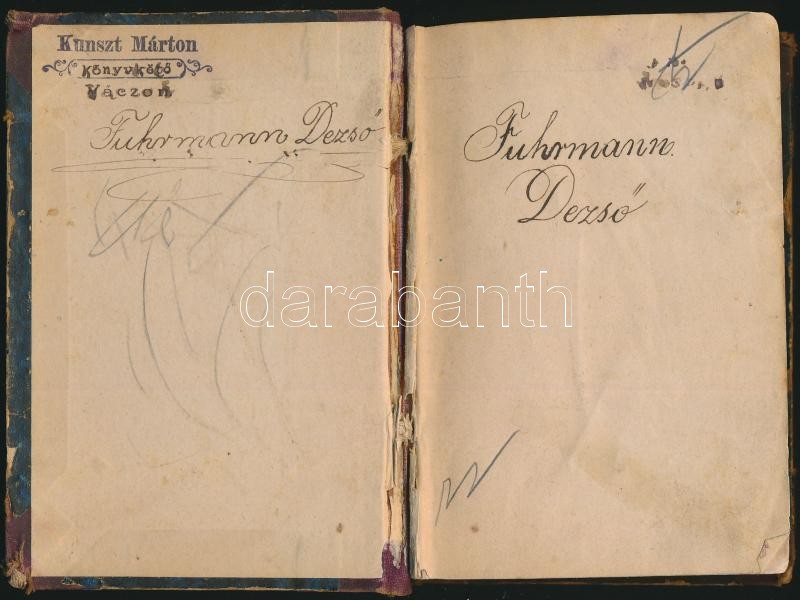 Kunszt Márton
könyvkötő
Váczon
Fuhrmann Dezső
Fuhrmann
Dezső
darabanth